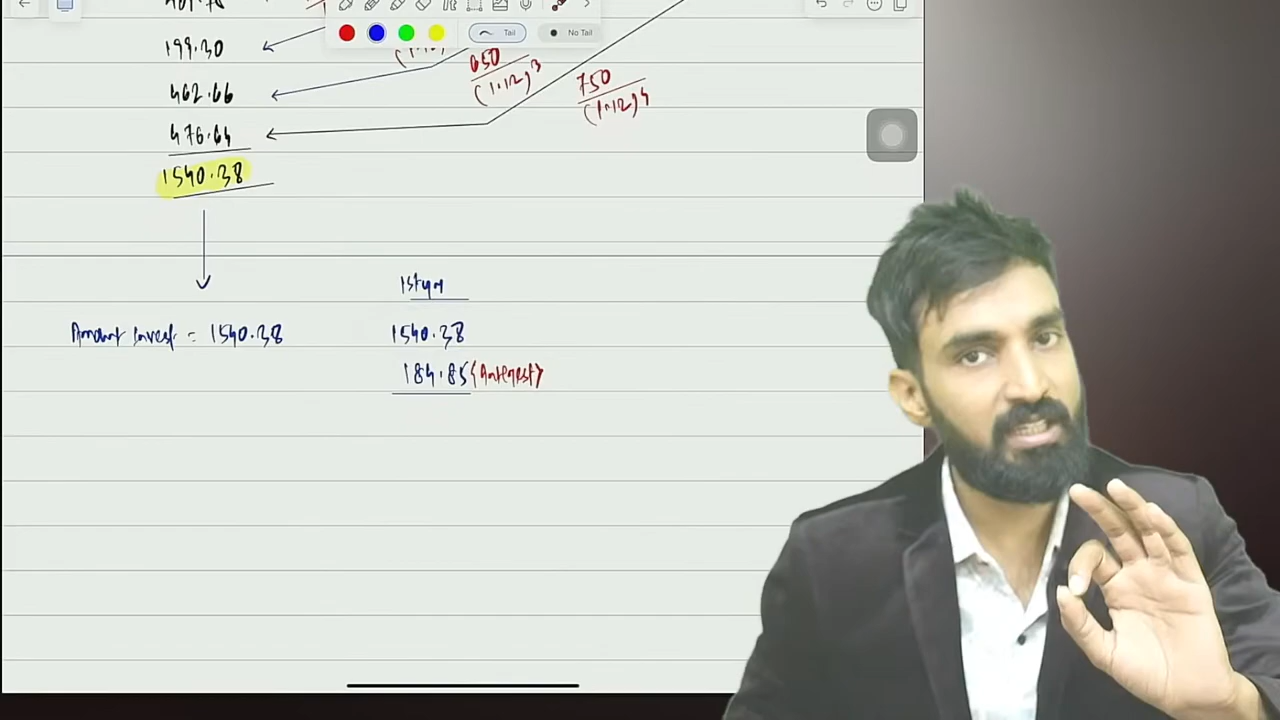 199.30
Tail
No Tail
650
(1.12)³
750
(1.12)⁴
462.66
476.64
1540.38
1st yr
Amount Invest = 1540.38
1540.38
184.85 (Interest)